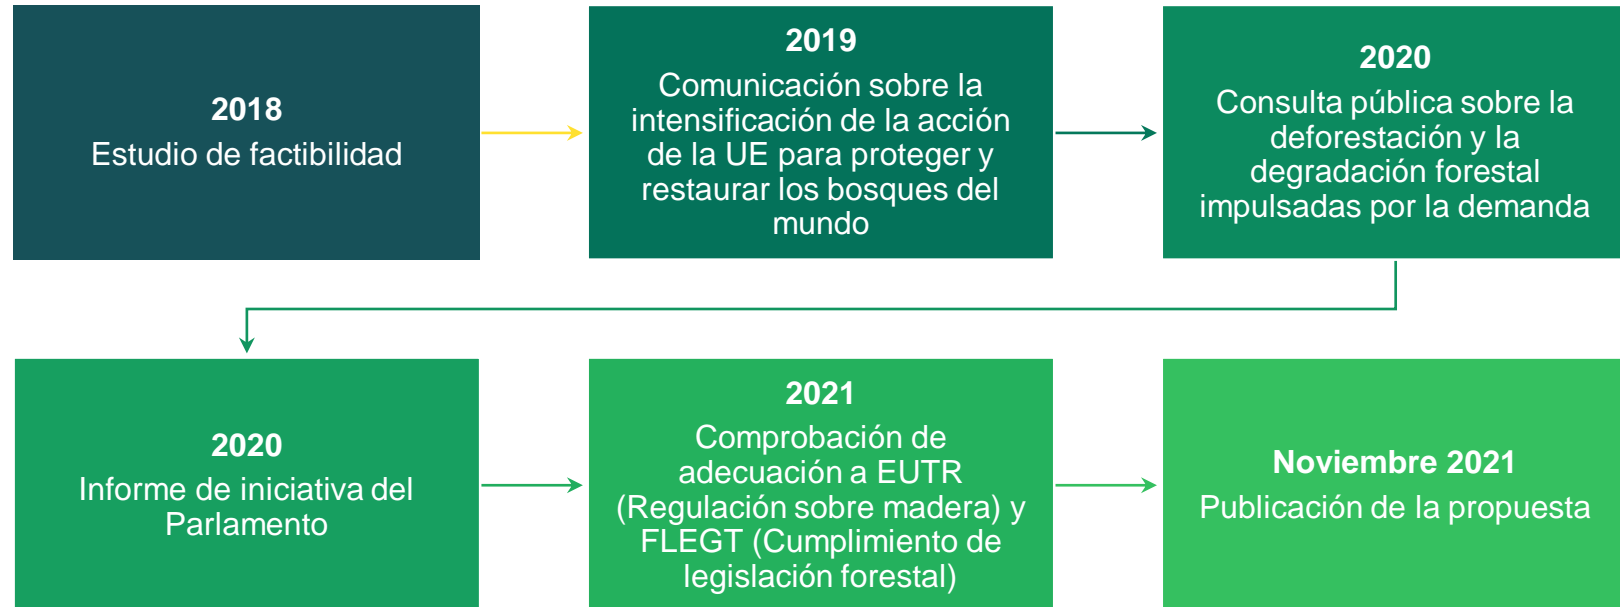 2018
Estudio de factibilidad
2019
Comunicación sobre la
intensificación de la acción
de la UE para proteger y
restaurar los bosques del
mundo
2020
Consulta pública sobre la
deforestación y la
degradación forestal
impulsadas por la demanda
2020
Informe de iniciativa del
Parlamento
2021
Comprobación de
adecuación a EUTR
(Regulación sobre madera) y
FLEGT (Cumplimiento de
legislación forestal)
Noviembre 2021
Publicación de la propuesta